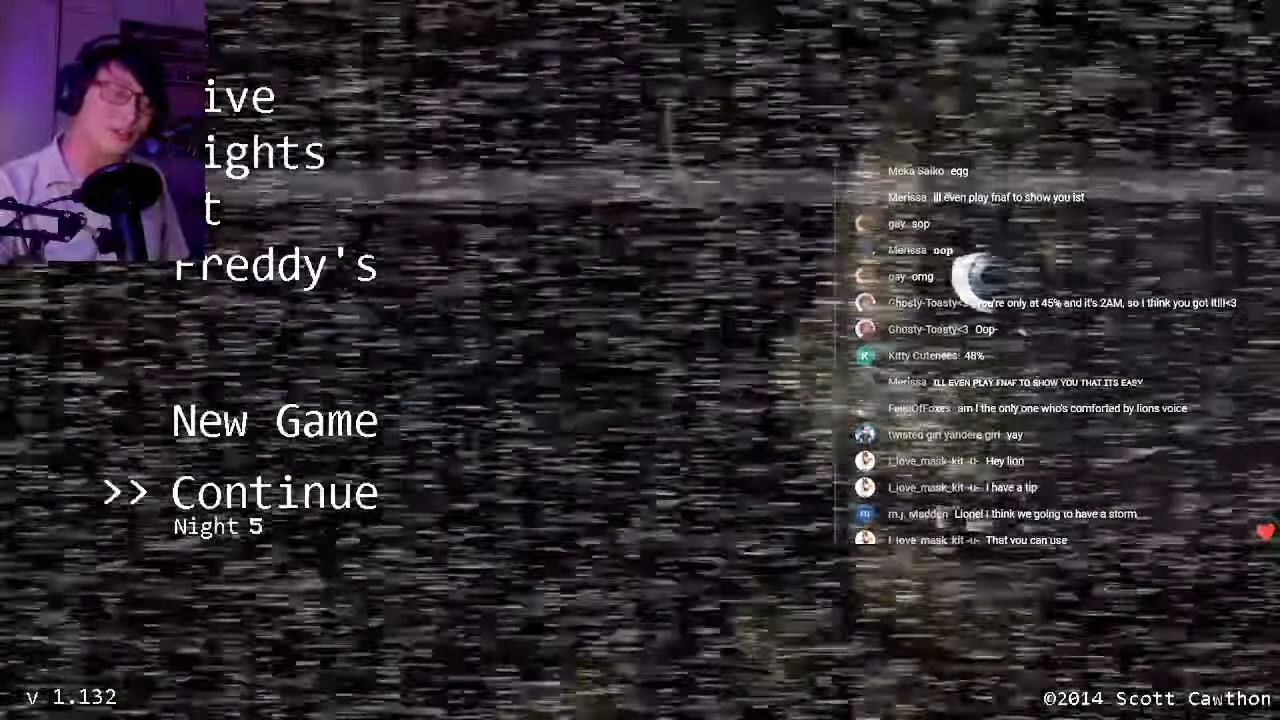 ive
ights
t
Freddy's
New Game
>> Continue
Night 5
v 1.132
©2014 Scott Cawthon
Meka Saiko egg
Merissa ill even play fnaf to show you ist
gay sop
Merissa oop
gay omg
Ghosty-Toasty<3 You're only at 45% and it's 2AM, so I think you got it!!!<3
Ghosty-Toasty<3 Oop-
K
Kitty Cuteness! 48%
Merissa ILL EVEN PLAY FNAF TO SHOW YOU THAT ITS EASY
am I the only one who's comforted by lions voice
twisted girl yandere girl yay
I_love_mask_kit -u- Hey lion
I_love_mask_kit -u- I have a tip
m
m.j. Madden Lionel I think we going to have a storm
I_love_mask_kit -u- That you can use